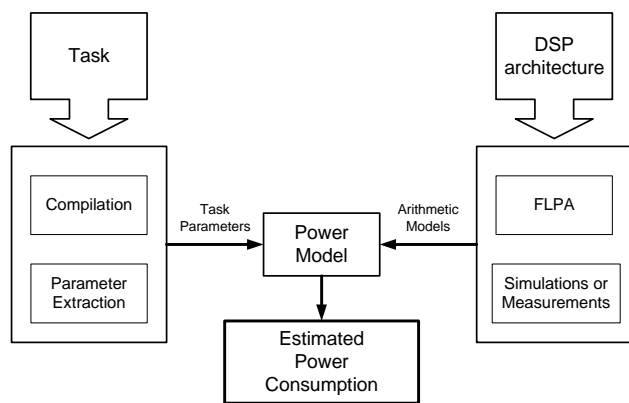 Task
DSP
architecture
Compilation
Parameter
Extraction
Task
Parameters
Power
Model
Arithmetic
Models
FLPA
Simulations or
Measurements
Estimated
Power
Consumption